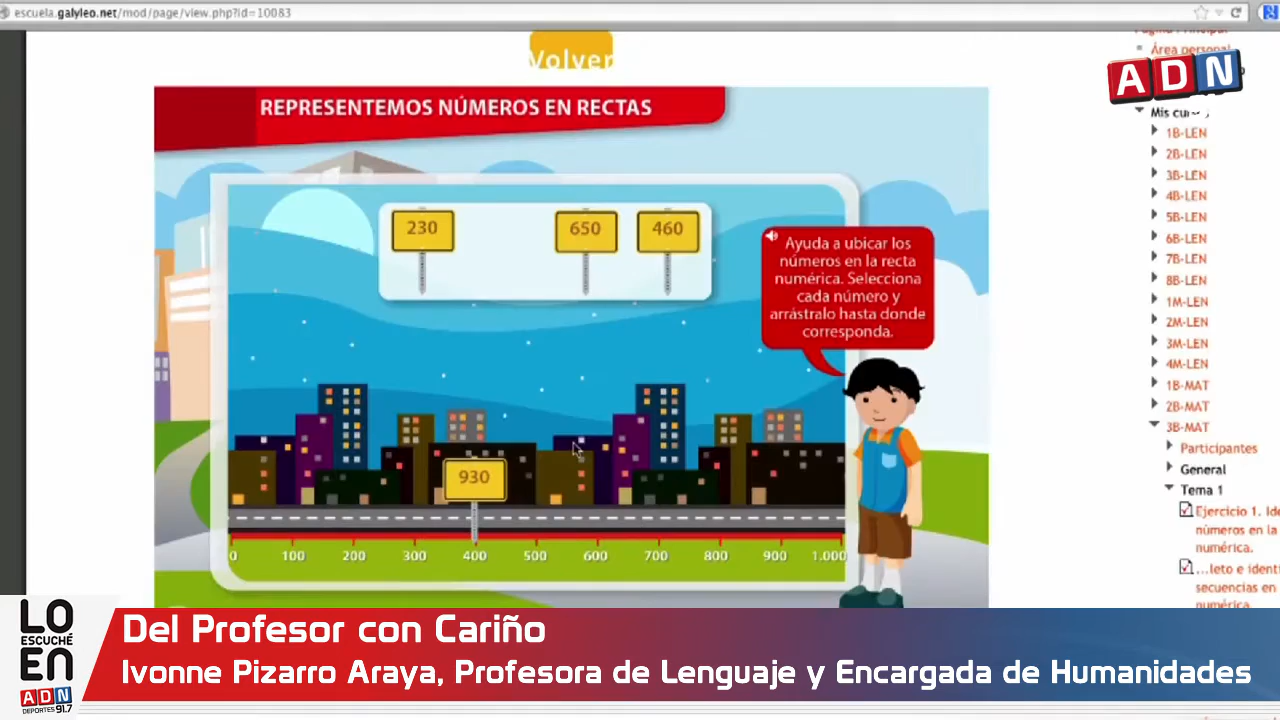 escuela.galyleo.net/mod/page/view.php?id=10083
Volver
Área personal
ADN
Mis
1B-LEN
2B-LEN
3B-LEN
4B-LEN
5B-LEN
6B-LEN
7B-LEN
8B-LEN
1M-LEN
2M-LEN
3M-LEN
4M-LEN
1B-MAT
2B-MAT
3B-MAT
Participantes
General
Tema 1
Ejercicio 1.
números en la
numérica.
secuencias en
numérica.
REPRESENTEMOS NÚMEROS EN RECTAS
230
650
460
Ayuda a ubicar los
números en la recta
numérica. Selecciona
cada número y
arrástralo hasta donde
corresponda.
930
0 100 200 300 400 500 600 700 800 900 1.000
LO
ESCUCHÉ
EN
ADN
DEPORTES 91.7
Del Profesor con Cariño
Ivonne Pizarro Araya, Profesora de Lenguaje y Encargada de Humanidades